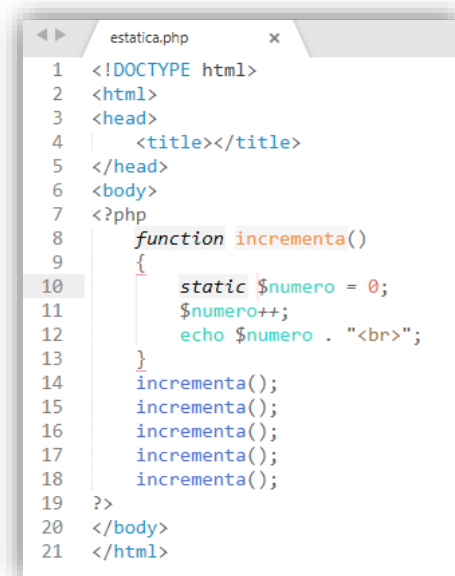 estatica.php ×
1 <!DOCTYPE html>
2 <html>
3 <head>
4     <title></title>
5 </head>
6 <body>
7 <?php
8     function incrementa()
9     {
10         static $numero = 0;
11         $numero++;
12         echo $numero . "<br>";
13     }
14     incrementa();
15     incrementa();
16     incrementa();
17     incrementa();
18     incrementa();
19 ?>
20 </body>
21 </html>